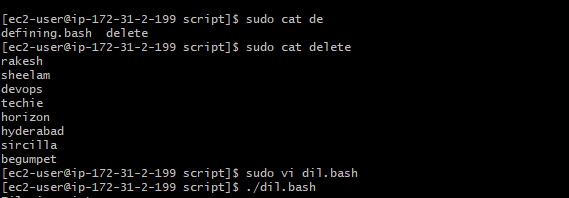 [ec2-user@ip-172-31-2-199 script]$ sudo cat de
defining.bash  delete
[ec2-user@ip-172-31-2-199 script]$ sudo cat delete
rakesh
sheelam
devops
techie
horizon
hyderabad
sircilla
begumpet
[ec2-user@ip-172-31-2-199 script]$ sudo vi dil.bash
[ec2-user@ip-172-31-2-199 script]$ ./dil.bash